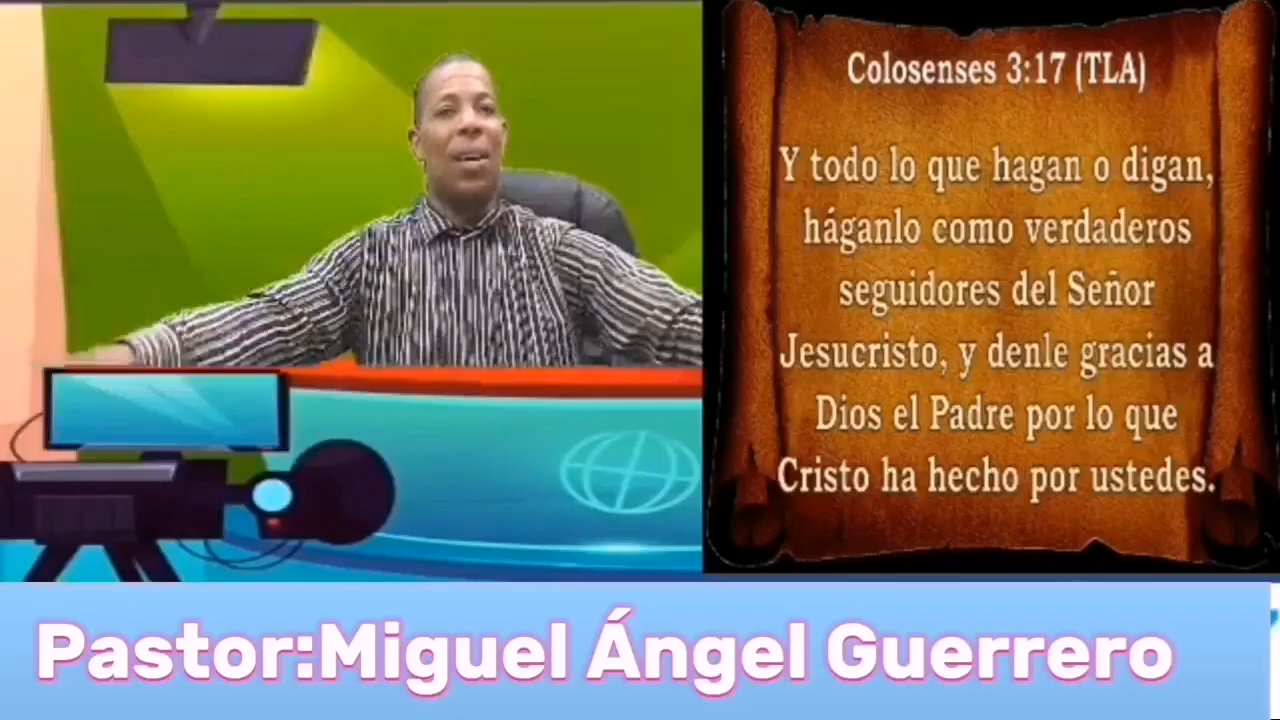 Colosenses 3:17 (TLA)
Y todo lo que hagan o digan,
háganlo como verdaderos
seguidores del Señor
Jesucristo, y denle gracias a
Dios el Padre por lo que
Cristo ha hecho por ustedes.
Pastor:Miguel Ángel Guerrero